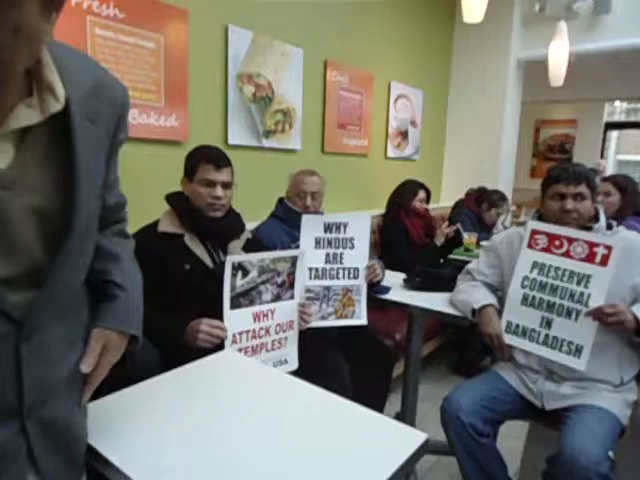 Fresh
Baked
WHY
ATTACK OUR
TEMPLES?
USA
WHY
HINDUS
ARE
TARGETED
PRESERVE
COMMUNAL
HARMONY
IN
BANGLADESH